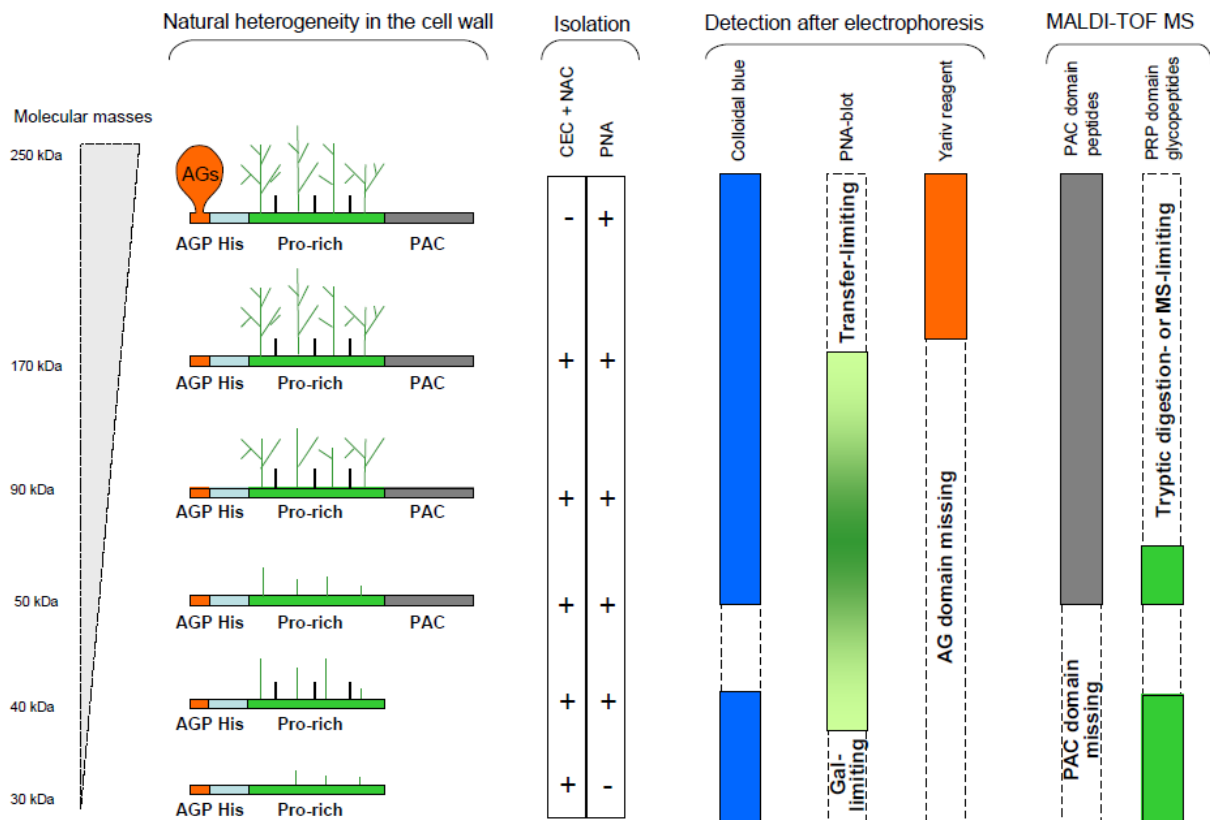 Natural heterogeneity in the cell wall
Isolation
Detection after electrophoresis
MALDI-TOF MS
Molecular masses
CEC + NAC
PNA
Colloidal blue
PNA-blot
Yariv reagent
PAC domain
peptides
PRP domain
glycopeptides
250 kDa
AGs
AGP His Pro-rich PAC
- +
170 kDa
AGP His Pro-rich PAC
+ +
90 kDa
AGP His Pro-rich PAC
+ +
50 kDa
AGP His Pro-rich PAC
+ +
40 kDa
AGP His Pro-rich
+ +
30 kDa
AGP His Pro-rich
+ -
Transfer-limiting
Gal-
limiting
AG domain missing
PAC domain
missing
Tryptic digestion- or MS-limiting